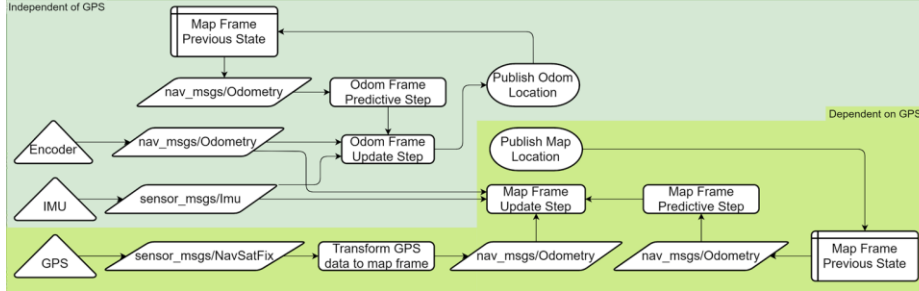 Independent of GPS
Map Frame
Previous State
nav_msgs/Odometry
Odom Frame
Predictive Step
Publish Odom
Location
Dependent on GPS
Encoder
nav_msgs/Odometry
Odom Frame
Update Step
Publish Map
Location
IMU
sensor_msgs/Imu
Map Frame
Update Step
Map Frame
Predictive Step
GPS
sensor_msgs/NavSatFix
Transform GPS
data to map frame
nav_msgs/Odometry
nav_msgs/Odometry
Map Frame
Previous State